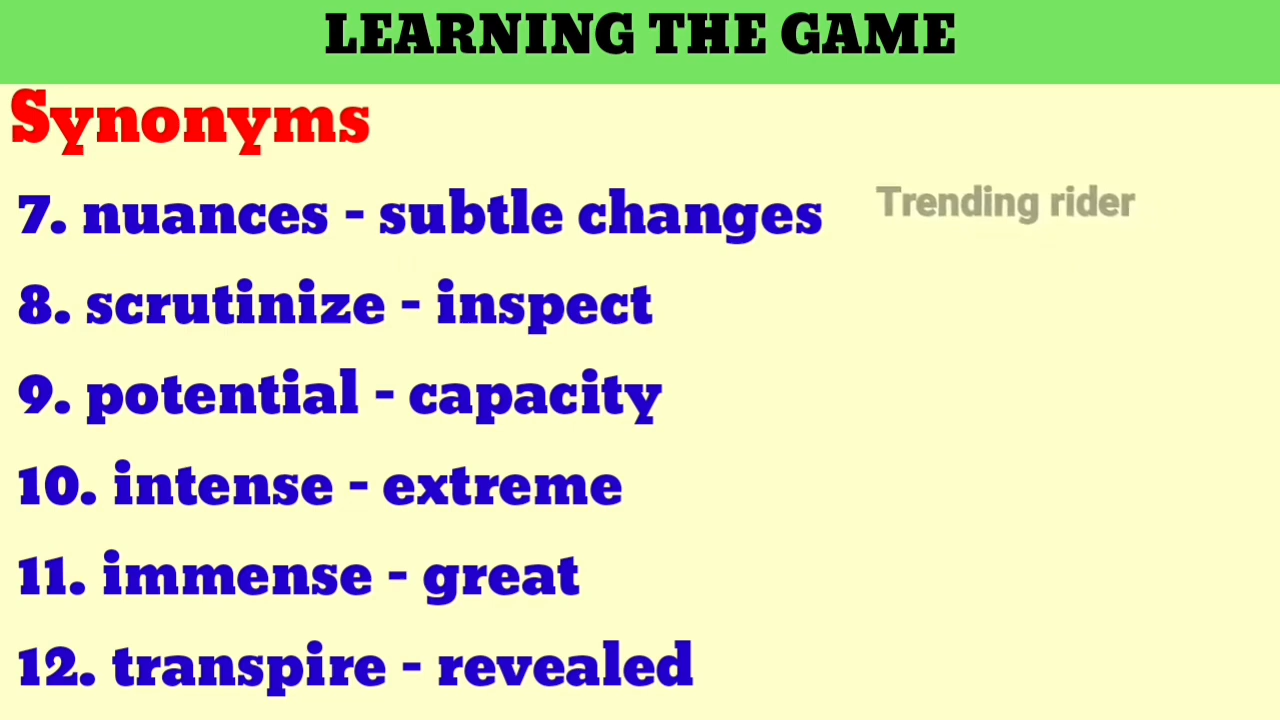 LEARNING THE GAME
Synonyms
7. nuances - subtle changes
Trending rider
8. scrutinize - inspect
9. potential - capacity
10. intense - extreme
11. immense - great
12. transpire - revealed